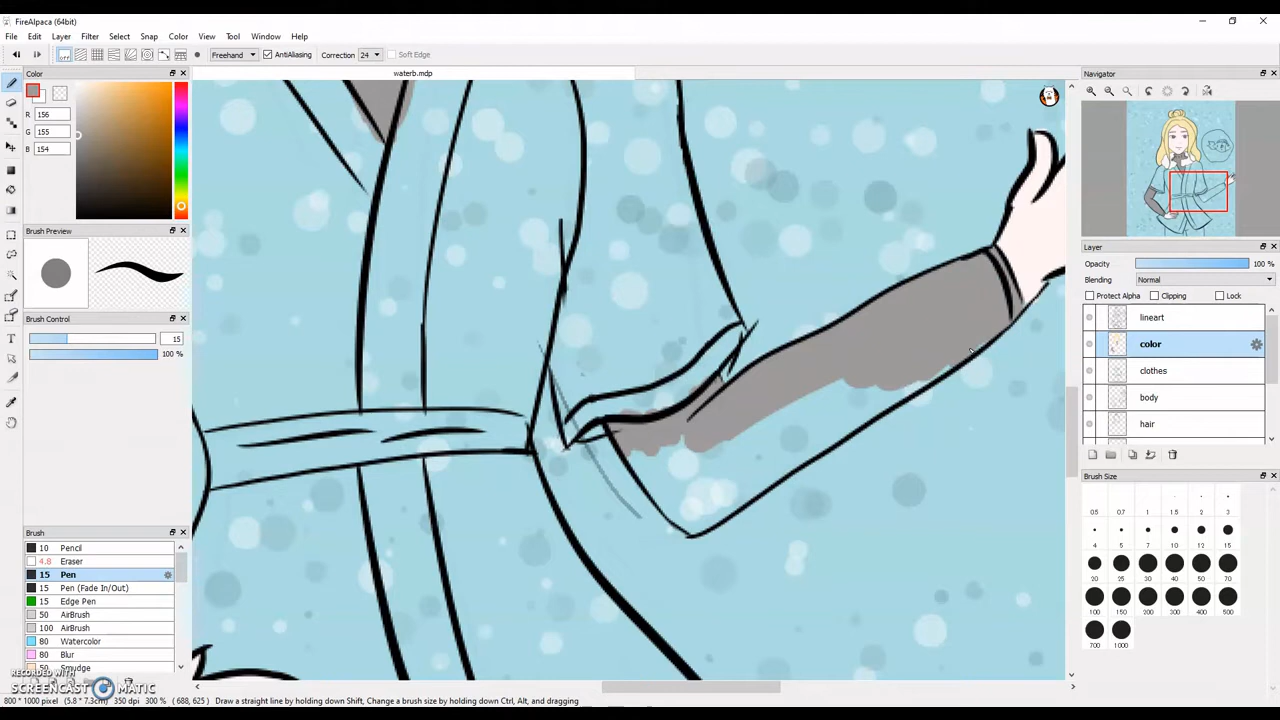 FireAlpaca (64bit)
File Edit Layer Filter Select Snap Color View Tool Window Help
OFF Freehand AntiAliasing Correction 24 Soft Edge
Color
R 156
G 155
B 154
Brush Preview
Brush Control
15
100 %
Brush
10 Pencil
4.8 Eraser
15 Pen
15 Pen (Fade In/Out)
15 Edge Pen
50 AirBrush
100 AirBrush
80 Watercolor
80 Blur
50 Smudge
RECORDED WITH
SCREENCAST MATIC
waterb.mdp
Navigator
Layer
Opacity 100 %
Blending Normal
Protect Alpha Clipping Lock
lineart
color
clothes
body
hair
Brush Size
0.5 0.7 1 1.5 2 3
4 5 7 10 12 15
20 25 30 40 50 70
100 150 200 300 400 500
700 1000
800 * 1000 pixel (5.8 * 7.3cm) 350 dpi 300 % ( 688, 625 ) Draw a straight line by holding down Shift, Change a brush size by holding down Ctrl, Alt, and dragging